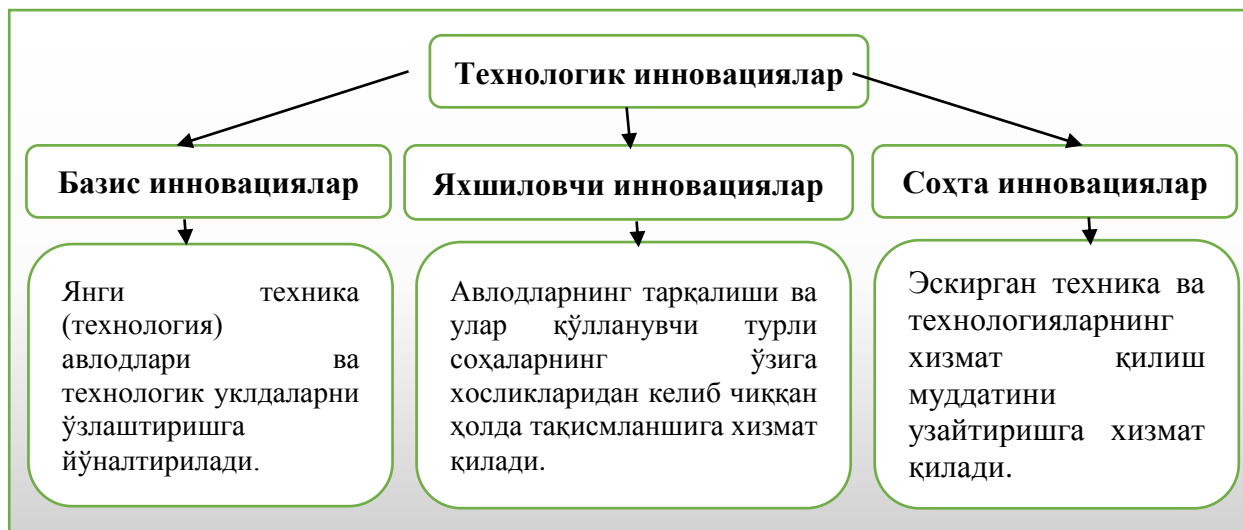 Технологик инновациялар
Базис инновациялар
Яхшиловчи инновациялар
Соҳта инновациялар
Янги техника
(технология)
авлодлари ва
технологик уклдаларни
ўзлаштиришга
йўналтирилади.
Авлодларнинг тарқалиши ва
улар қўлланувчи турли
соҳаларнинг ўзига
хосликларидан келиб чиққан
ҳолда тақисмланшига хизмат
қилади.
Эскирган техника ва
технологияларнинг
хизмат қилиш
муддатини
узайтиришга хизмат
қилади.